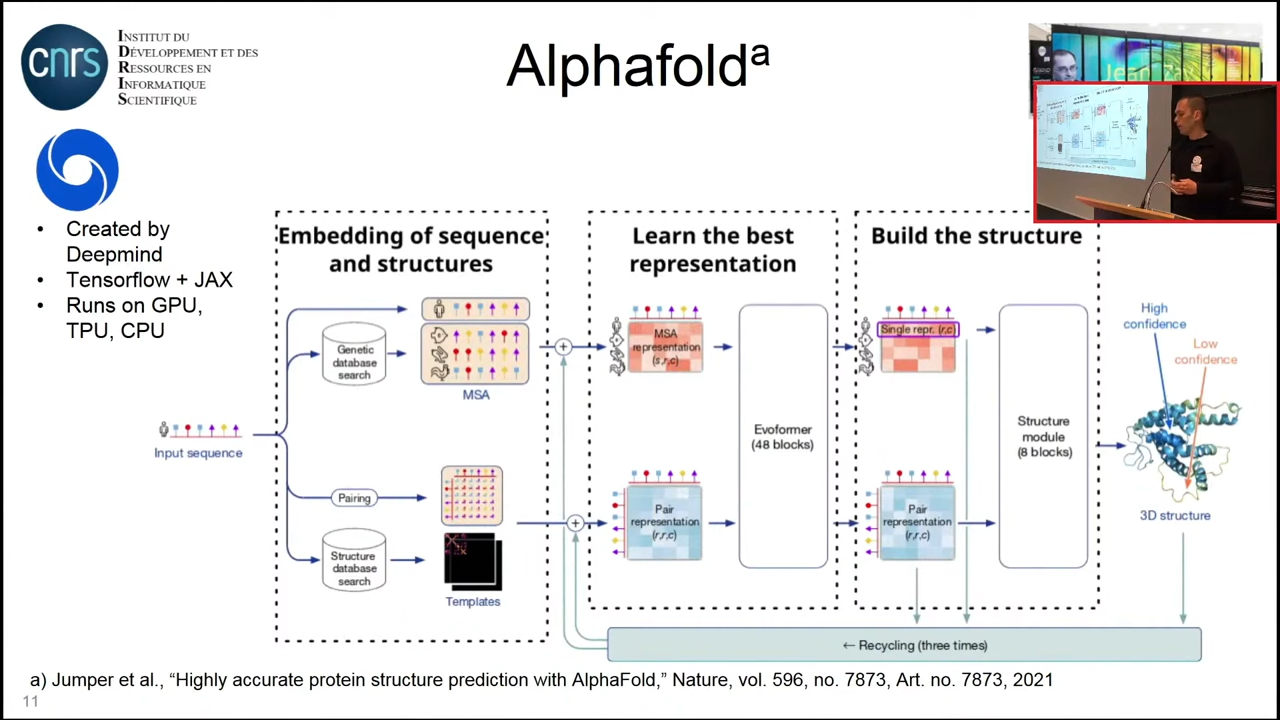 cnrs
INSTITUT DU
DÉVELOPPEMENT ET DES
RESSOURCES EN
INFORMATIQUE
SCIENTIFIQUE
Alphafoldᵃ
• Created by
Deepmind
• Tensorflow + JAX
• Runs on GPU,
TPU, CPU
Embedding of sequence
and structures
Learn the best
representation
Build the structure
Input sequence
Genetic
database
search
MSA
Pairing
Structure
database
search
Templates
+
+
MSA
representation
(s,r,c)
Pair
representation
(r,r,c)
Evoformer
(48 blocks)
Single repr. (r,c)
Pair
representation
(r,r,c)
Structure
module
(8 blocks)
High
confidence
Low
confidence
3D structure
← Recycling (three times)
a) Jumper et al., “Highly accurate protein structure prediction with AlphaFold,” Nature, vol. 596, no. 7873, Art. no. 7873, 2021
11